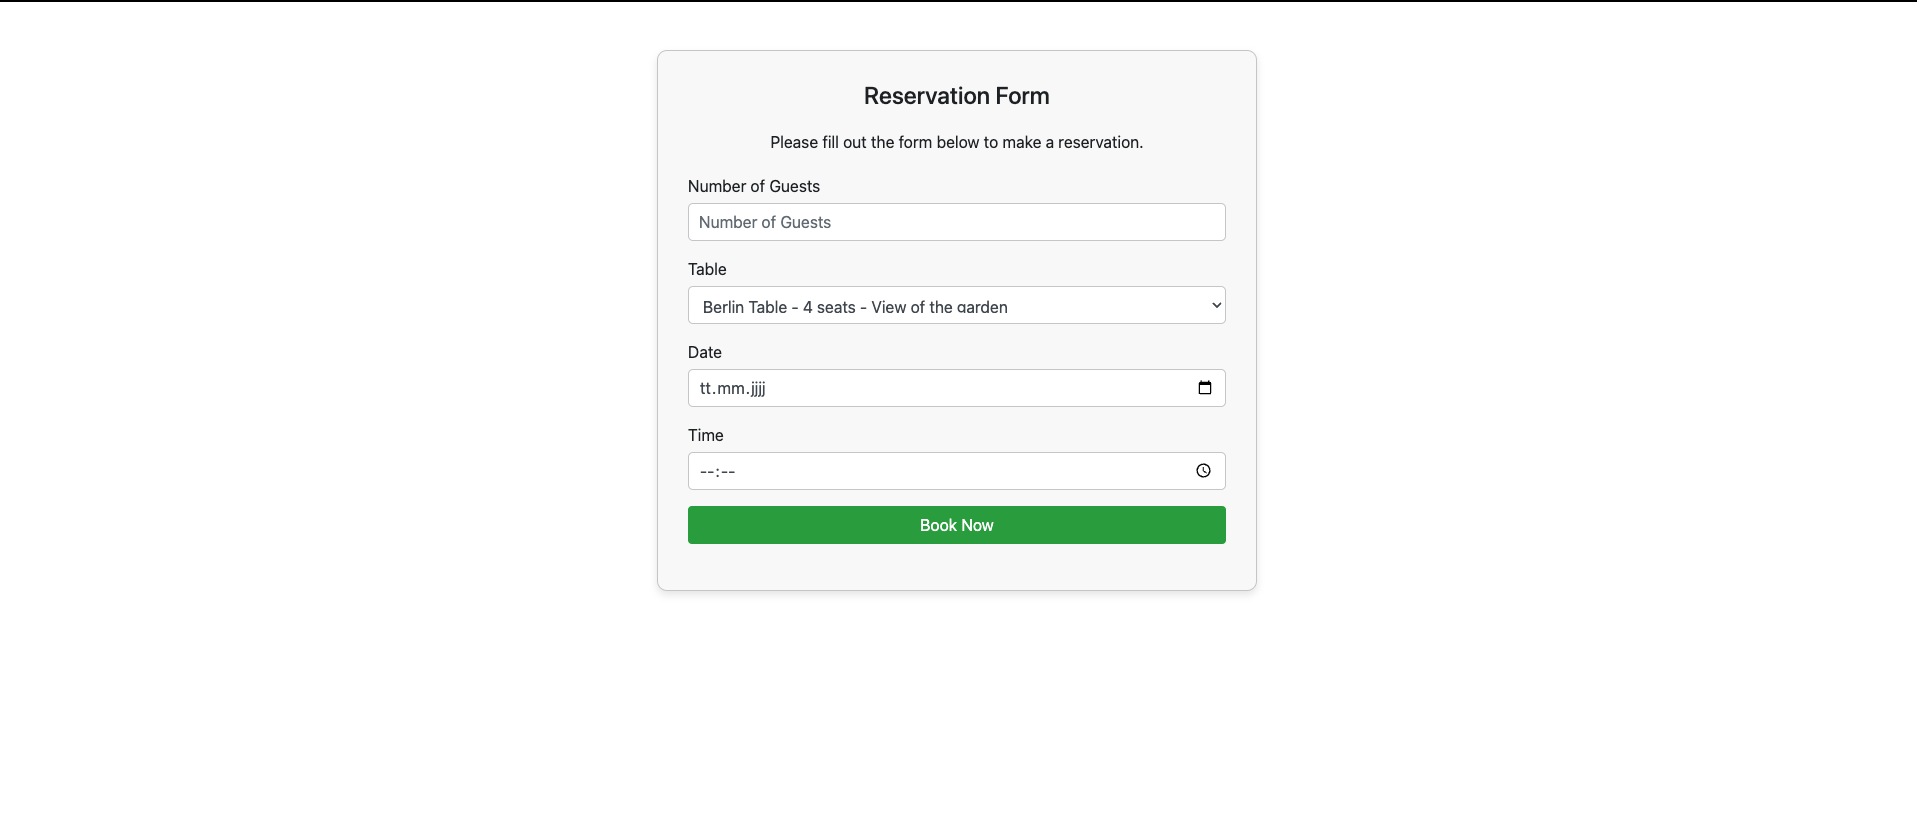 Reservation Form
Please fill out the form below to make a reservation.
Number of Guests
Number of Guests
Table
Berlin Table - 4 seats - View of the garden
Date
tt.mm.jjjj
Time
--:--
Book Now